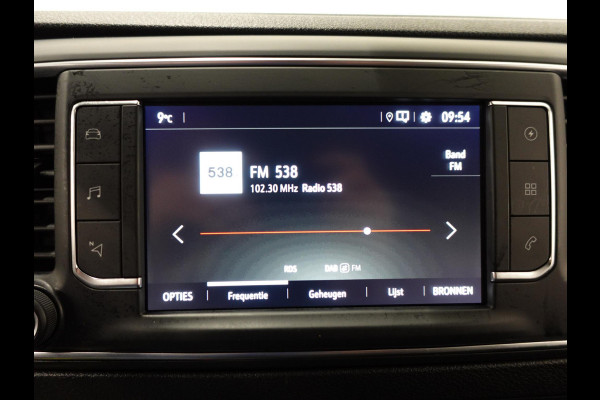 9°C 09:54
538
FM 538
102.30 MHz Radio 538
Band
FM
RDS DAB FM
OPTIES Frequentie Geheugen Lijst BRONNEN
N